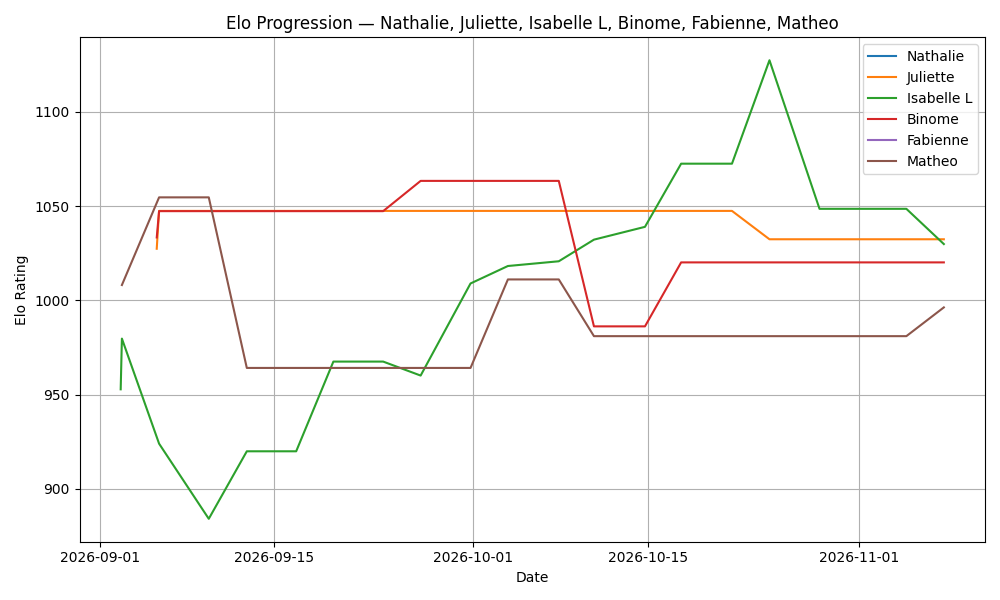 Elo Progression — Nathalie, Juliette, Isabelle L, Binome, Fabienne, Matheo
Nathalie
Juliette
Isabelle L
Binome
Fabienne
Matheo
Elo Rating
1100
1050
1000
950
900
2026-09-01
2026-09-15
2026-10-01
2026-10-15
2026-11-01
Date